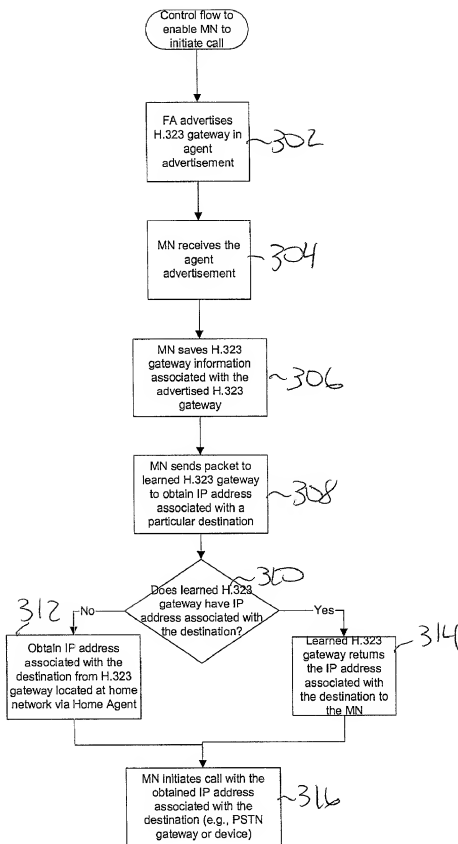 Control flow to
enable MN to
initiate call
FA advertises
H.323 gateway in
agent
advertisement
302
MN receives the
agent
advertisement
304
MN saves H.323
gateway information
associated with the
advertised H.323
gateway
306
MN sends packet to
learned H.323 gateway
to obtain IP address
associated with a
particular destination
308
310
Does learned H.323
gateway have IP
address associated with
the destination?
No
Yes
312
Obtain IP address
associated with the
destination from H.323
gateway located at home
network via Home Agent
314
Learned H.323
gateway returns
the IP address
associated with
the destination to
the MN
MN initiates call with the
obtained IP address
associated with the
destination (e.g., PSTN
gateway or device)
316